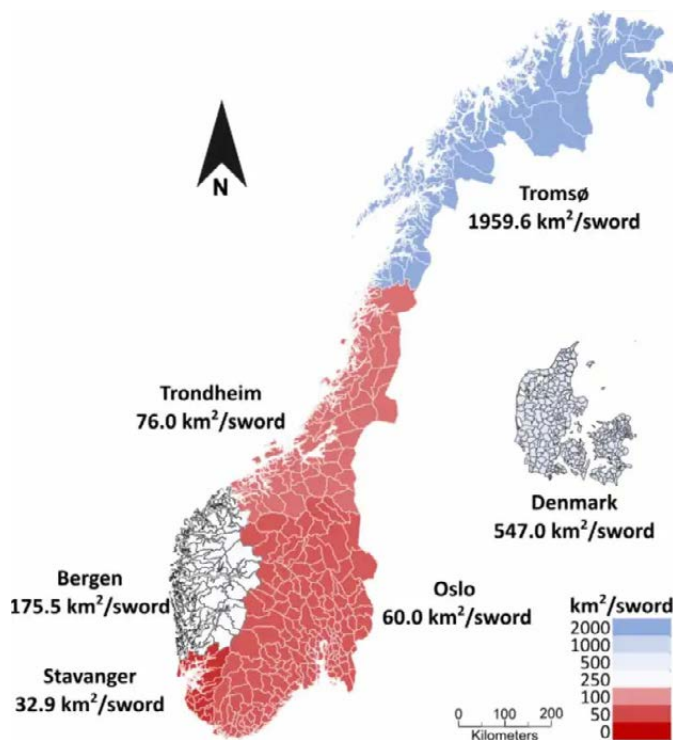 N
Tromsø
1959.6 km²/sword
Trondheim
76.0 km²/sword
Denmark
547.0 km²/sword
Bergen
175.5 km²/sword
Oslo
60.0 km²/sword
Stavanger
32.9 km²/sword
km²/sword
2000
1000
500
250
100
50
0
0 100 200
Kilometers